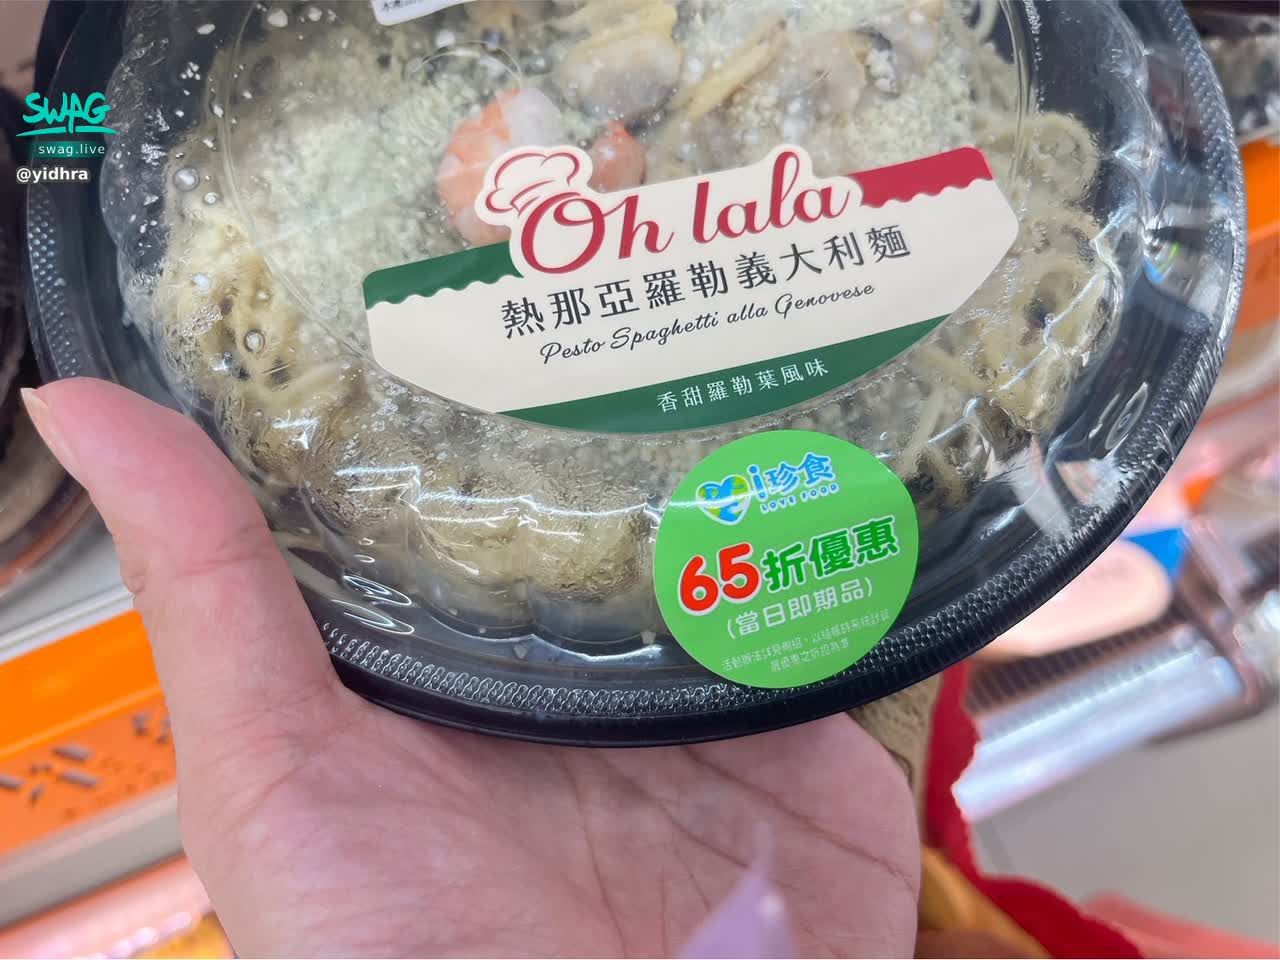 SWAG
swag.live
@yidhra
Oh lala
熱那亞羅勒義大利麵
Pesto Spaghetti alla Genovese
香甜羅勒葉風味
i珍食
LOVE FOOD
65折優惠
(當日即期品)